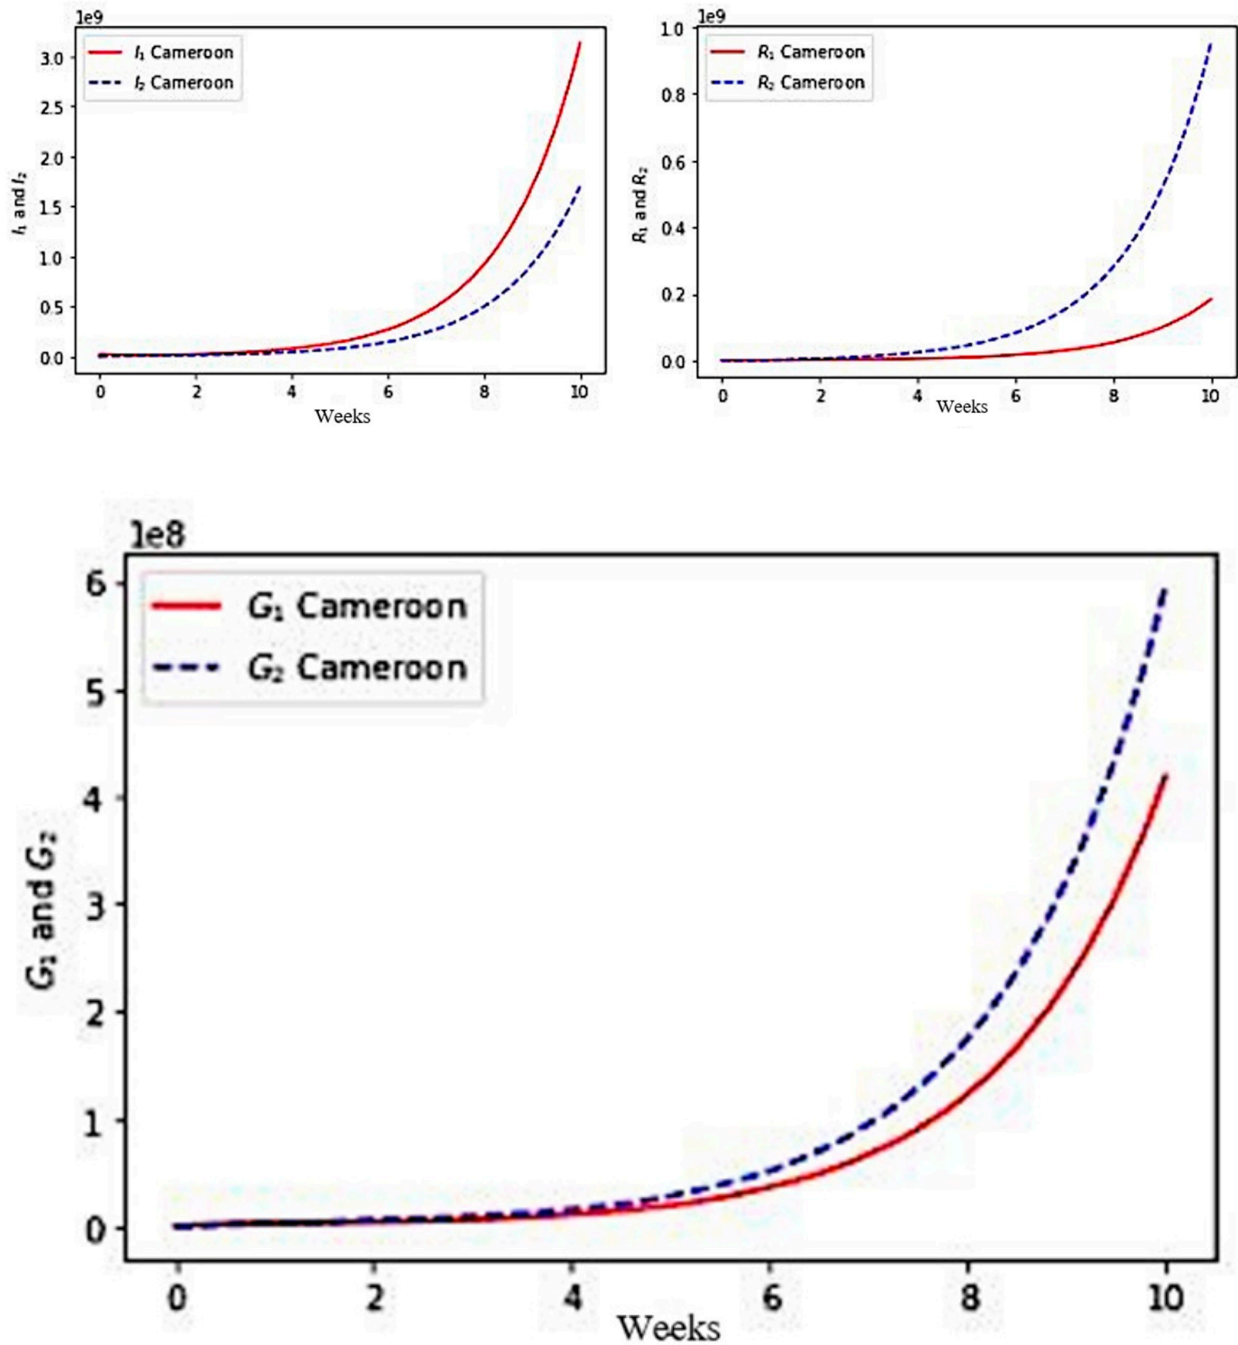 1e9
I₁ Cameroon
I₂ Cameroon
3.0
2.5
2.0
1.5
1.0
0.5
0.0
I₁ and I₂
0 2 4 6 8 10
Weeks
1e9
R₁ Cameroon
R₂ Cameroon
1.0
0.8
0.6
0.4
0.2
0.0
R₁ and R₂
0 2 4 6 8 10
Weeks
1e8
G₁ Cameroon
G₂ Cameroon
6
5
4
3
2
1
0
G₁ and G₂
0 2 4 6 8 10
Weeks